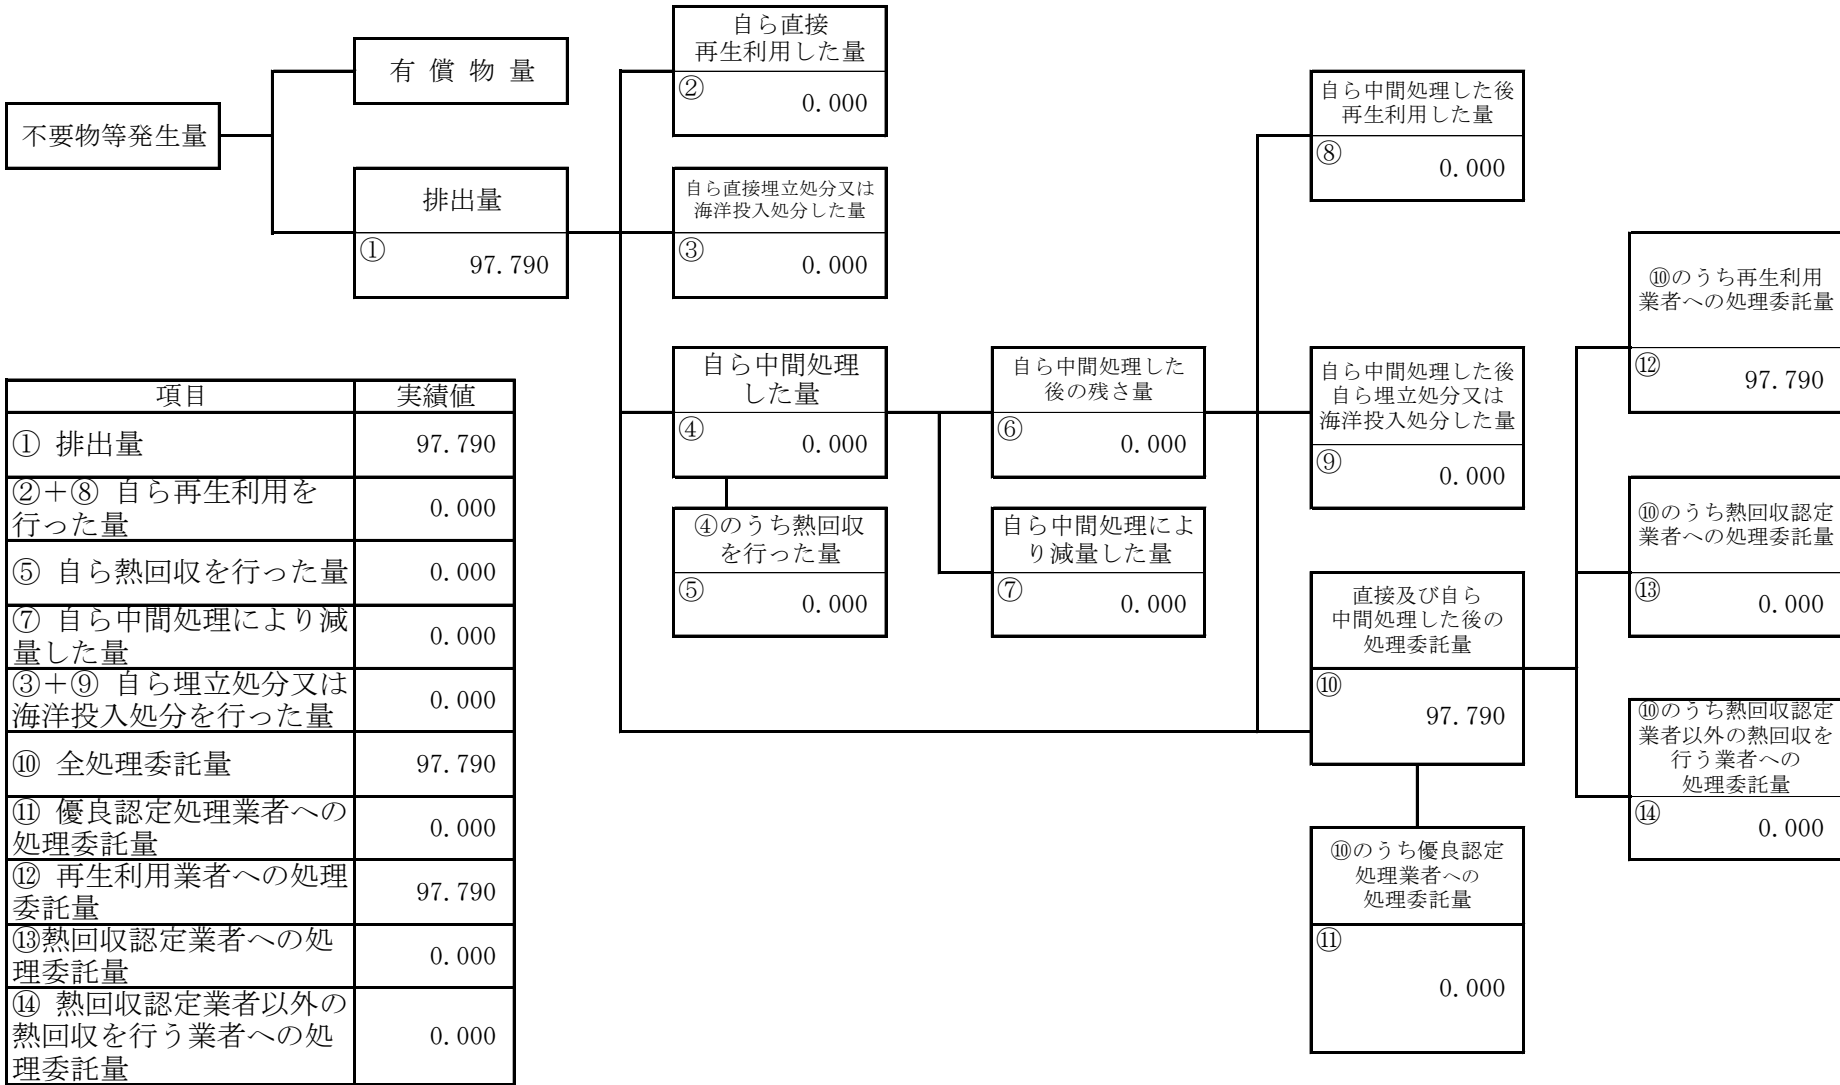 自ら直接
再生利用した量
②
0.000
有 償 物 量
不要物等発生量
排出量
①
97.790
自ら直接埋立処分又は
海洋投入処分した量
③
0.000
自ら中間処理した後
再生利用した量
⑧
0.000
⑩のうち再生利用
業者への処理委託量
⑫
97.790
自ら中間処理
した量
④
0.000
自ら中間処理した
後の残さ量
⑥
0.000
自ら中間処理した後
自ら埋立処分又は
海洋投入処分した量
⑨
0.000
④のうち熱回収
を行った量
⑤
0.000
自ら中間処理によ
り減量した量
⑦
0.000
⑩のうち熱回収認定
業者への処理委託量
⑬
0.000
直接及び自ら
中間処理した後の
処理委託量
⑩
97.790
⑩のうち熱回収認定
業者以外の熱回収を
行う業者への
処理委託量
⑭
0.000
⑩のうち優良認定
処理業者への
処理委託量
⑪
0.000
項目 実績値
① 排出量 97.790
②＋⑧ 自ら再生利用を
行った量 0.000
⑤ 自ら熱回収を行った量 0.000
⑦ 自ら中間処理により減
量した量 0.000
③＋⑨ 自ら埋立処分又は
海洋投入処分を行った量 0.000
⑩ 全処理委託量 97.790
⑪ 優良認定処理業者への
処理委託量 0.000
⑫ 再生利用業者への処理
委託量 97.790
⑬熱回収認定業者への処
理委託量 0.000
⑭ 熱回収認定業者以外の
熱回収を行う業者への処
理委託量 0.000